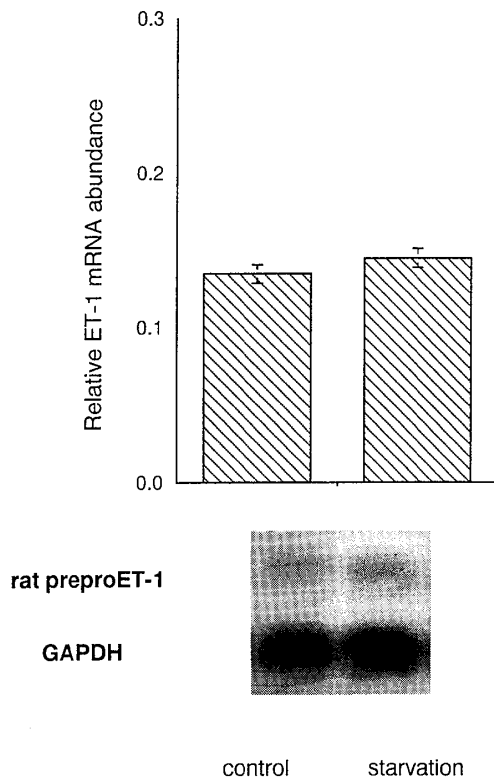 0.3
0.2
0.1
0.0
Relative ET-1 mRNA abundance
rat preproET-1
GAPDH
control starvation